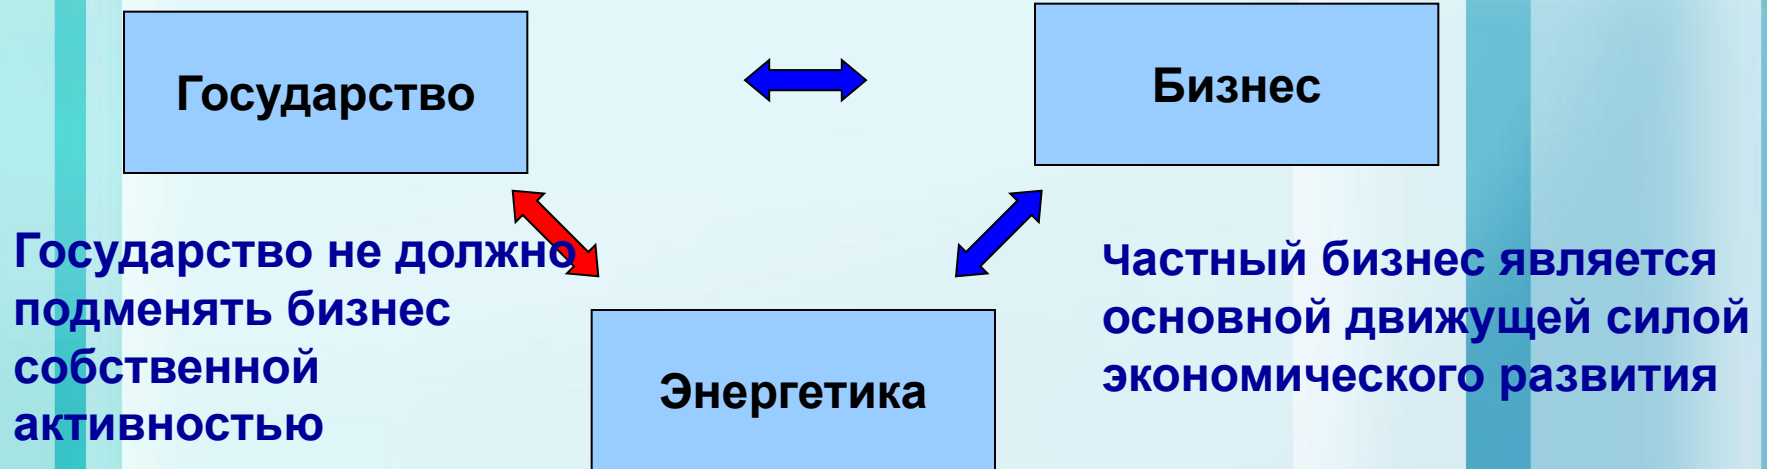 Государство
Бизнес
Государство не должно
подменять бизнес
собственной
активностью
Частный бизнес является
основной движущей силой
экономического развития
Энергетика